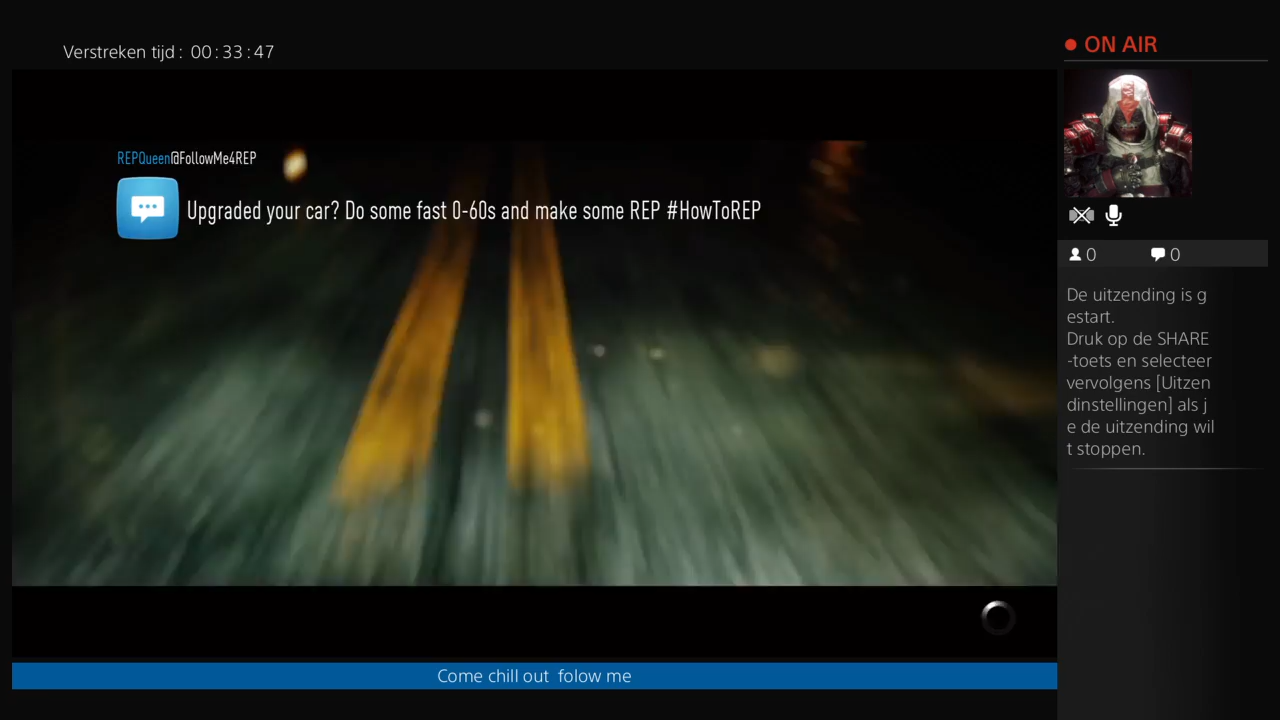 Verstreken tijd: 00:33:47
ON AIR
REPQueen@FollowMe4REP
Upgraded your car? Do some fast 0-60s and make some REP #HowToREP
0 0
De uitzending is g
estart.
Druk op de SHARE
-toets en selecteer
vervolgens [Uitzen
dinstellingen] als j
e de uitzending wil
t stoppen.
Come chill out folow me